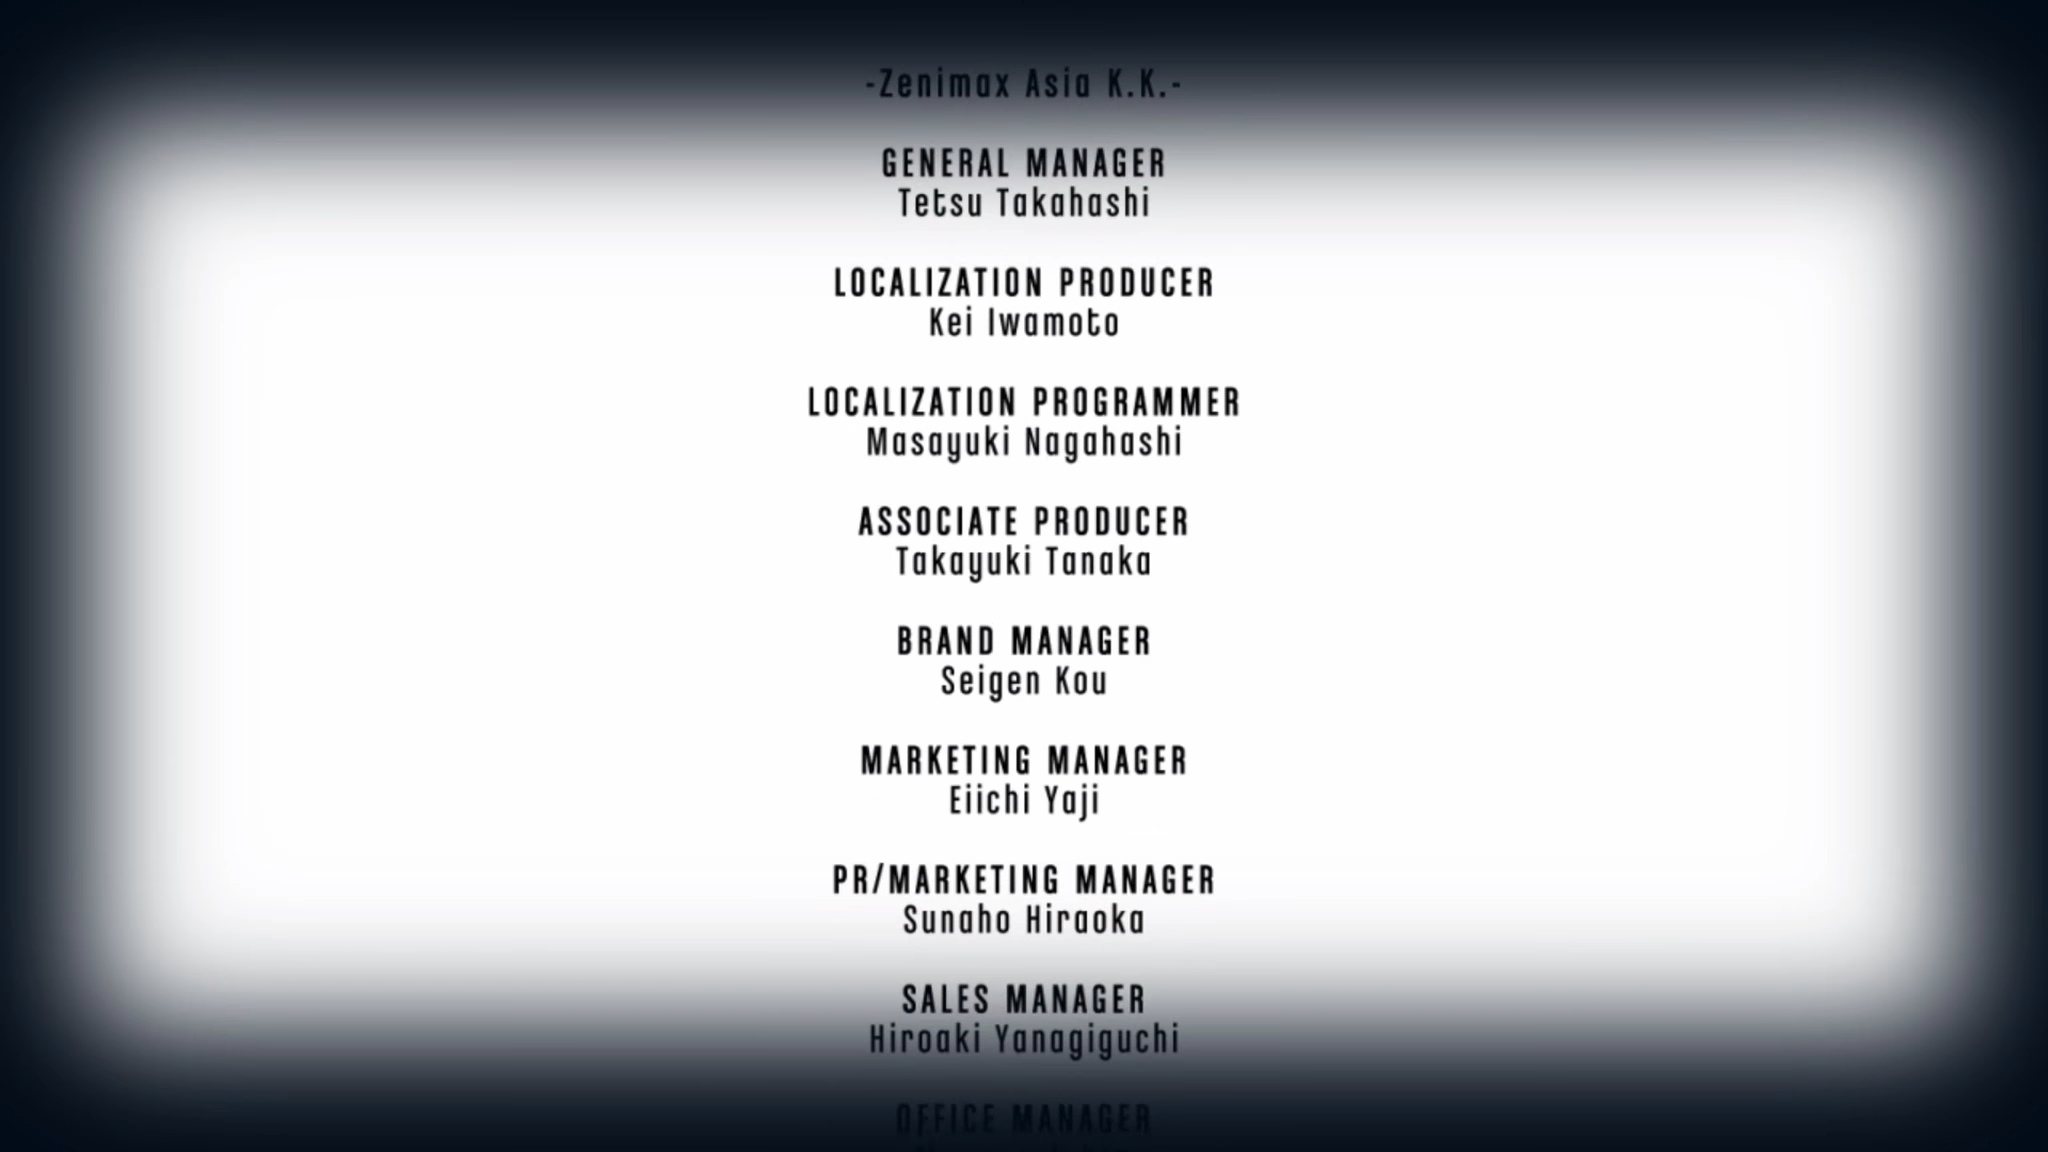 -Zenimax Asia K.K.-
GENERAL MANAGER
Tetsu Takahashi
LOCALIZATION PRODUCER
Kei Iwamoto
LOCALIZATION PROGRAMMER
Masayuki Nagahashi
ASSOCIATE PRODUCER
Takayuki Tanaka
BRAND MANAGER
Seigen Kou
MARKETING MANAGER
Eiichi Yaji
PR/MARKETING MANAGER
Sunaho Hiraoka
SALES MANAGER
Hiroaki Yanagiguchi
OFFICE MANAGER